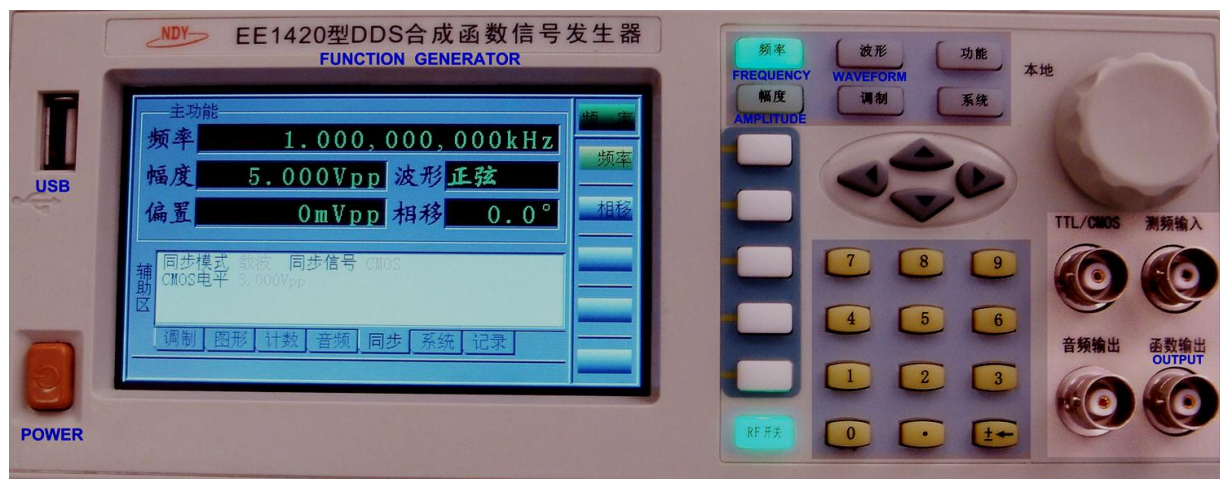 NDY EE1420型DDS合成函数信号发生器
FUNCTION GENERATOR
USB
POWER
主功能
频率 1.000,000,000kHz
幅度 5.000Vpp 波形 正弦
偏置 0mVpp 相移 0.0°
辅助区
同步模式 载波 同步信号 CMOS
CMOS电平 3.000Vpp
调制 图形 计数 音频 同步 系统 记录
频率
频率
相移
频率 波形 功能
FREQUENCY WAVEFORM
幅度 调制 系统
AMPLITUDE
本地
RF开关
7 8 9
4 5 6
1 2 3
0 . ±←
TTL/CMOS 测频输入
音频输出 函数输出
OUTPUT